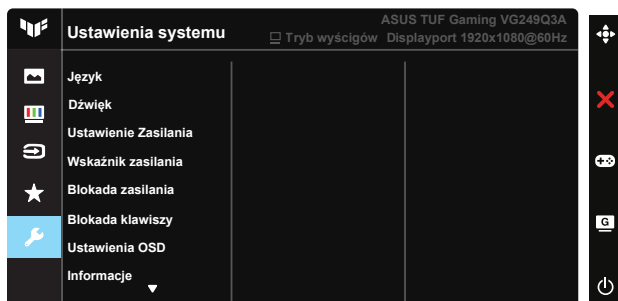 ASUS TUF Gaming VG249Q3A
Ustawienia systemu
Tryb wyścigów Displayport 1920x1080@60Hz
Język
Dźwięk
Ustawienie Zasilania
Wskaźnik zasilania
Blokada zasilania
Blokada klawiszy
Ustawienia OSD
Informacje
G